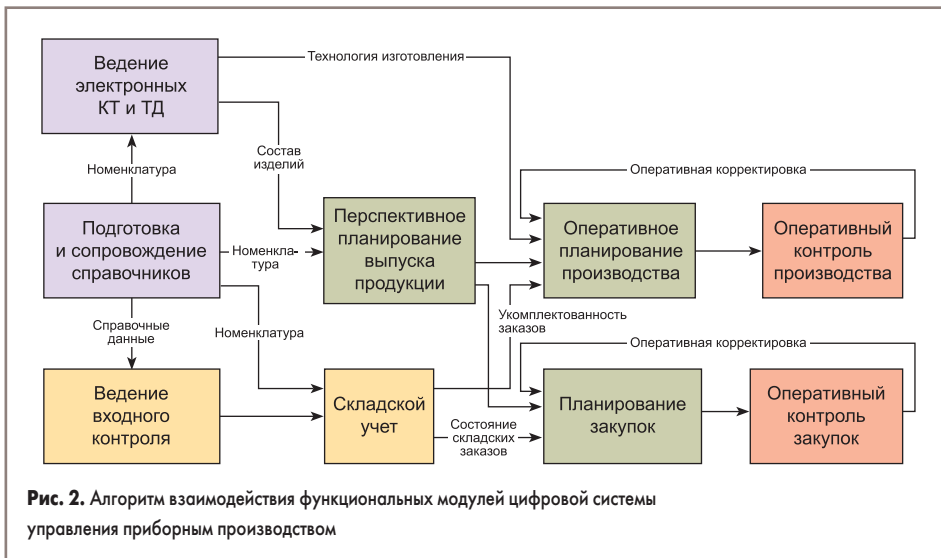 Ведение
электронных
КТ и ТД
Технология изготовления
Состав
изделий
Номенклатура
Оперативная корректировка
Подготовка
и сопровождение
справочников
Номенкла-
тура
Перспективное
планирование
выпуска
продукции
Оперативное
планирование
производства
Оперативный
контроль
производства
Справочные
данные
Номенклатура
Укомплектованность
заказов
Оперативная корректировка
Ведение
входного
контроля
Складской
учет
Состояние
складских
заказов
Планирование
закупок
Оперативный
контроль
закупок
Рис. 2. Алгоритм взаимодействия функциональных модулей цифровой системы
управления приборным производством